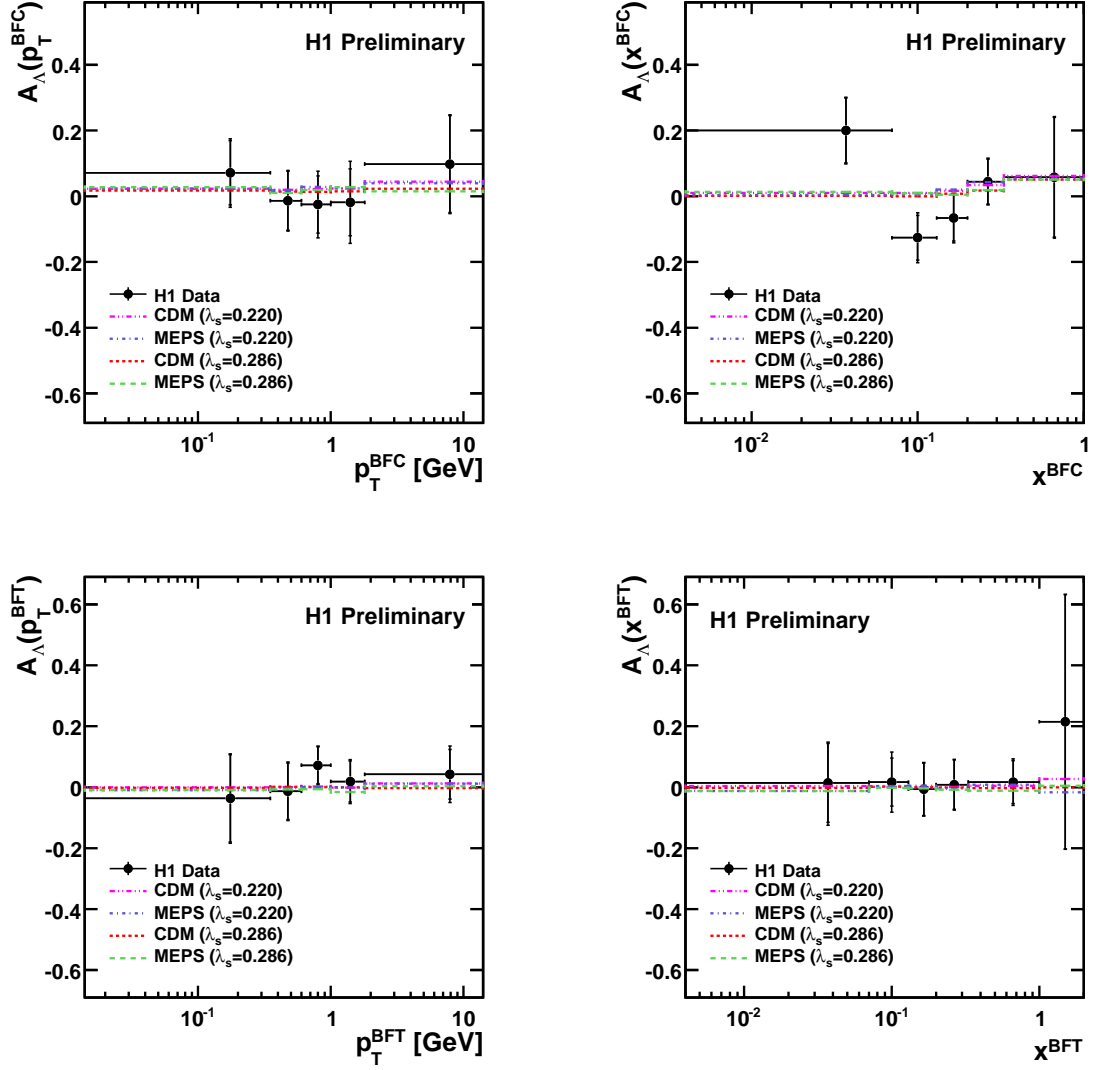 H1 Preliminary
A_Λ(p_T^BFC)
0.4
0.2
0
-0.2
-0.4
-0.6
H1 Data
CDM (λ_s=0.220)
MEPS (λ_s=0.220)
CDM (λ_s=0.286)
MEPS (λ_s=0.286)
10^-1
1
10
p_T^BFC [GeV]
H1 Preliminary
A_Λ(x^BFC)
0.4
0.2
0
-0.2
-0.4
-0.6
H1 Data
CDM (λ_s=0.220)
MEPS (λ_s=0.220)
CDM (λ_s=0.286)
MEPS (λ_s=0.286)
10^-2
10^-1
1
x^BFC
H1 Preliminary
A_Λ(p_T^BFT)
0.6
0.4
0.2
0
-0.2
-0.4
-0.6
H1 Data
CDM (λ_s=0.220)
MEPS (λ_s=0.220)
CDM (λ_s=0.286)
MEPS (λ_s=0.286)
10^-1
1
10
p_T^BFT [GeV]
H1 Preliminary
A_Λ(x^BFT)
0.6
0.4
0.2
0
-0.2
-0.4
-0.6
H1 Data
CDM (λ_s=0.220)
MEPS (λ_s=0.220)
CDM (λ_s=0.286)
MEPS (λ_s=0.286)
10^-2
10^-1
1
x^BFT